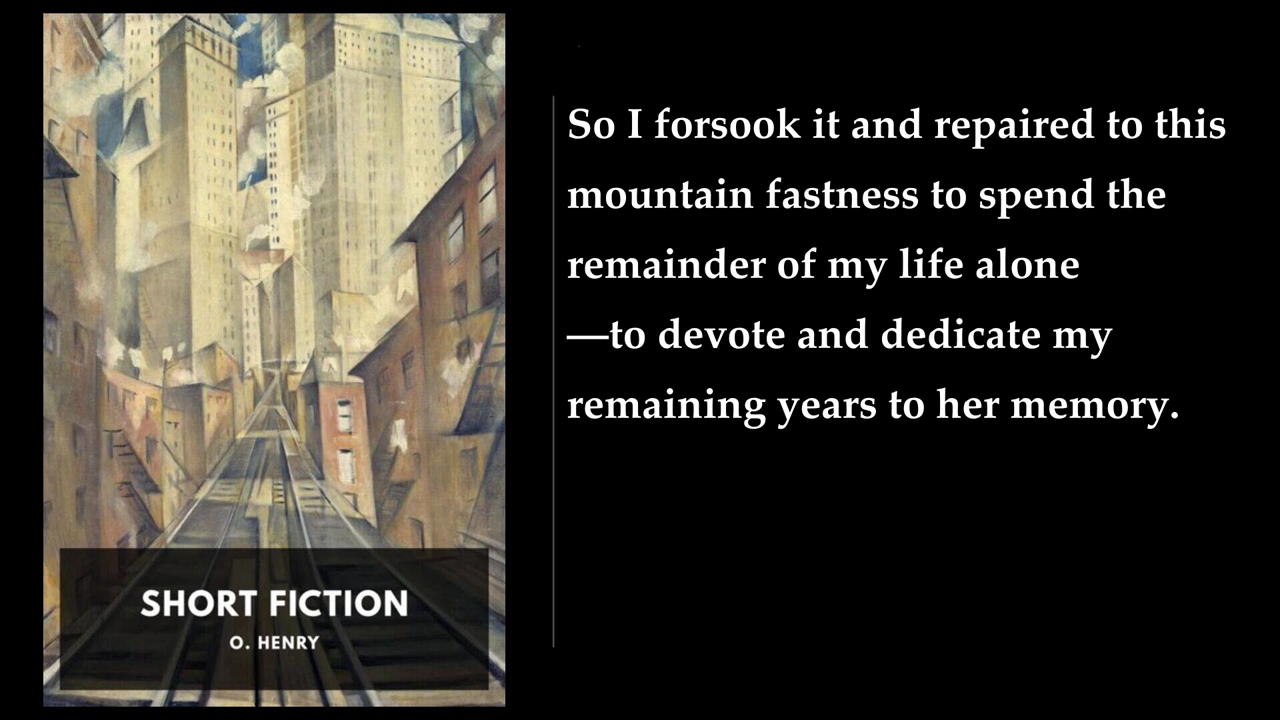 SHORT FICTION
O. HENRY
So I forsook it and repaired to this
mountain fastness to spend the
remainder of my life alone
—to devote and dedicate my
remaining years to her memory.